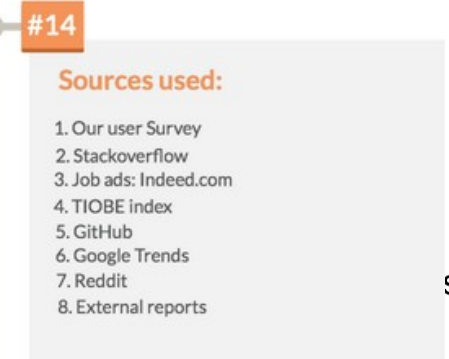 #14
Sources used:
1. Our user Survey
2. Stackoverflow
3. Job ads: Indeed.com
4. TIOBE index
5. GitHub
6. Google Trends
7. Reddit
8. External reports